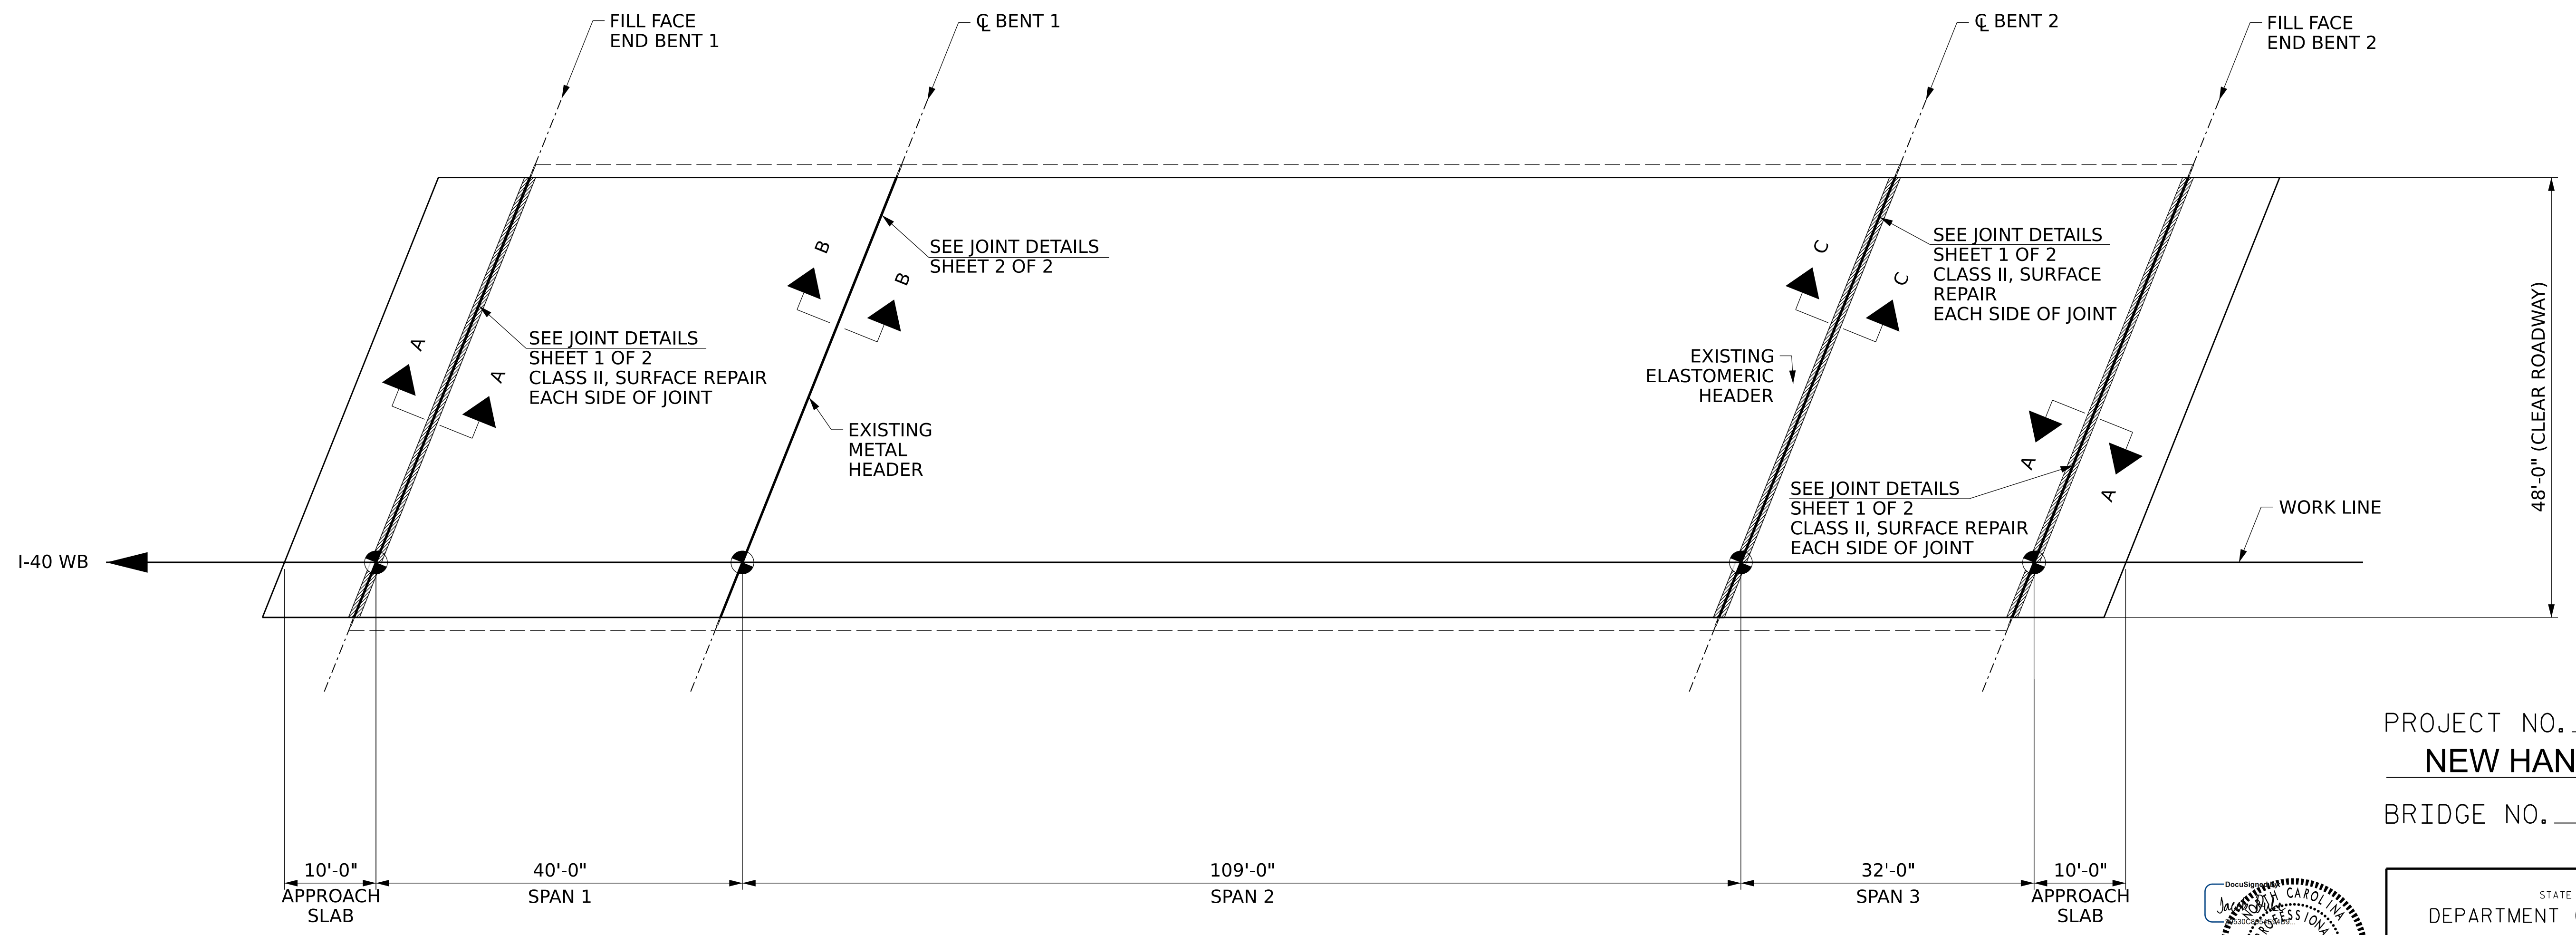 FILL FACE
END BENT 1
℄ BENT 1
℄ BENT 2
FILL FACE
END BENT 2
B
B
SEE JOINT DETAILS
SHEET 2 OF 2
C
C
SEE JOINT DETAILS
SHEET 1 OF 2
CLASS II, SURFACE
REPAIR
EACH SIDE OF JOINT
A
A
SEE JOINT DETAILS
SHEET 1 OF 2
CLASS II, SURFACE REPAIR
EACH SIDE OF JOINT
EXISTING
ELASTOMERIC
HEADER
EXISTING
METAL
HEADER
A
A
SEE JOINT DETAILS
SHEET 1 OF 2
CLASS II, SURFACE REPAIR
EACH SIDE OF JOINT
48'-0" (CLEAR ROADWAY)
WORK LINE
I-40 WB
10'-0"
APPROACH
SLAB
40'-0"
SPAN 1
109'-0"
SPAN 2
32'-0"
SPAN 3
10'-0"
APPROACH
SLAB
PROJECT NO.
NEW HAN
BRIDGE NO.
NORTH CAROLINA
STATE
DEPARTMENT